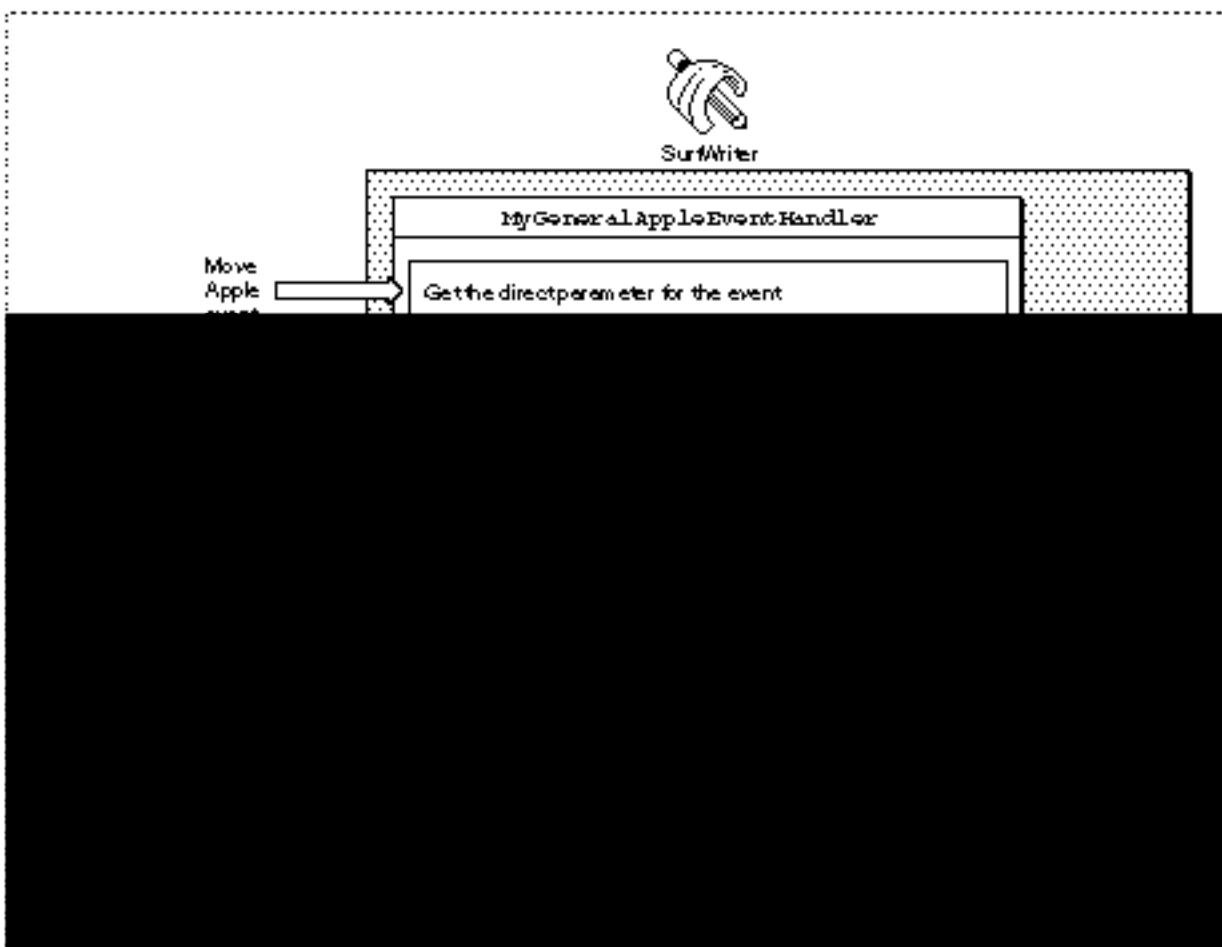 SurfWriter
MyGeneralAppleEventHandler
Move
Apple
Get the direct parameter for the event